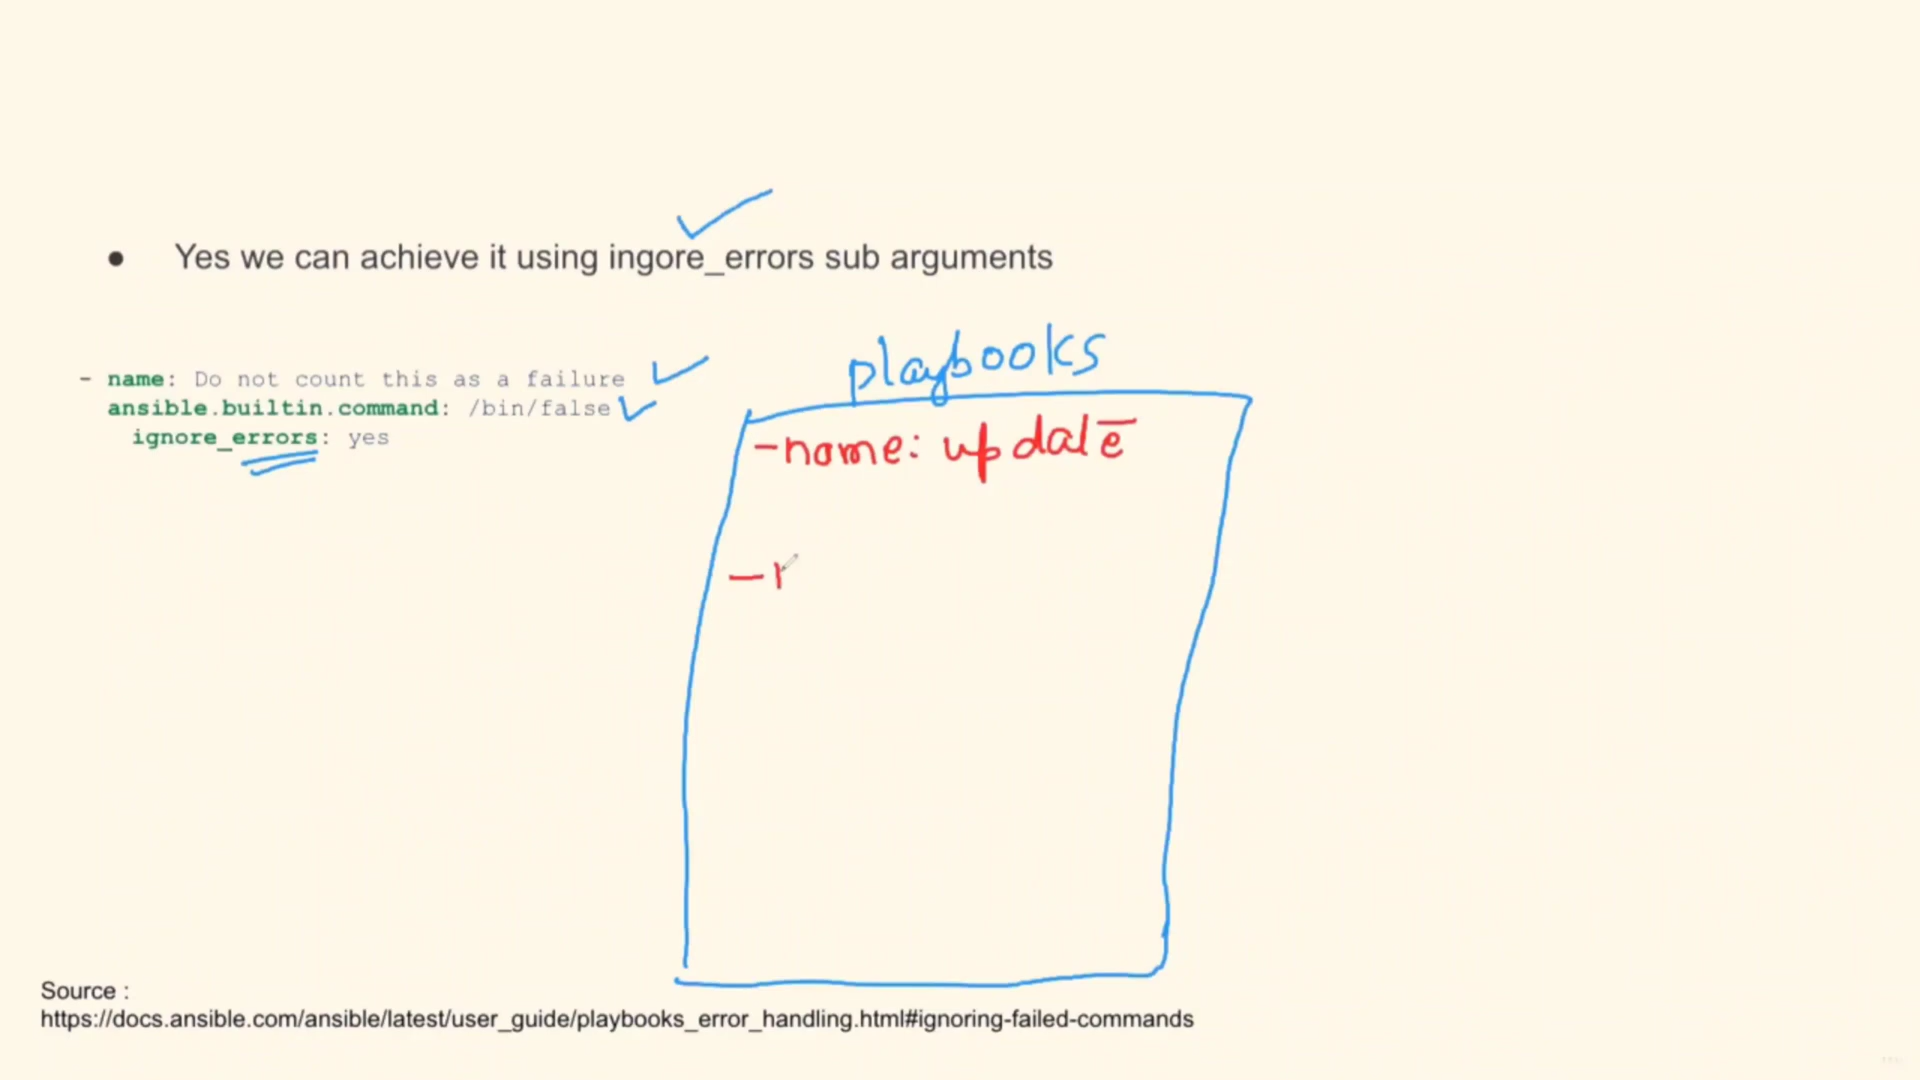 ● Yes we can achieve it using ingore_errors sub arguments
- name: Do not count this as a failure
ansible.builtin.command: /bin/false
ignore_errors: yes
playbooks
-name: update
Source :
https://docs.ansible.com/ansible/latest/user_guide/playbooks_error_handling.html#ignoring-failed-commands